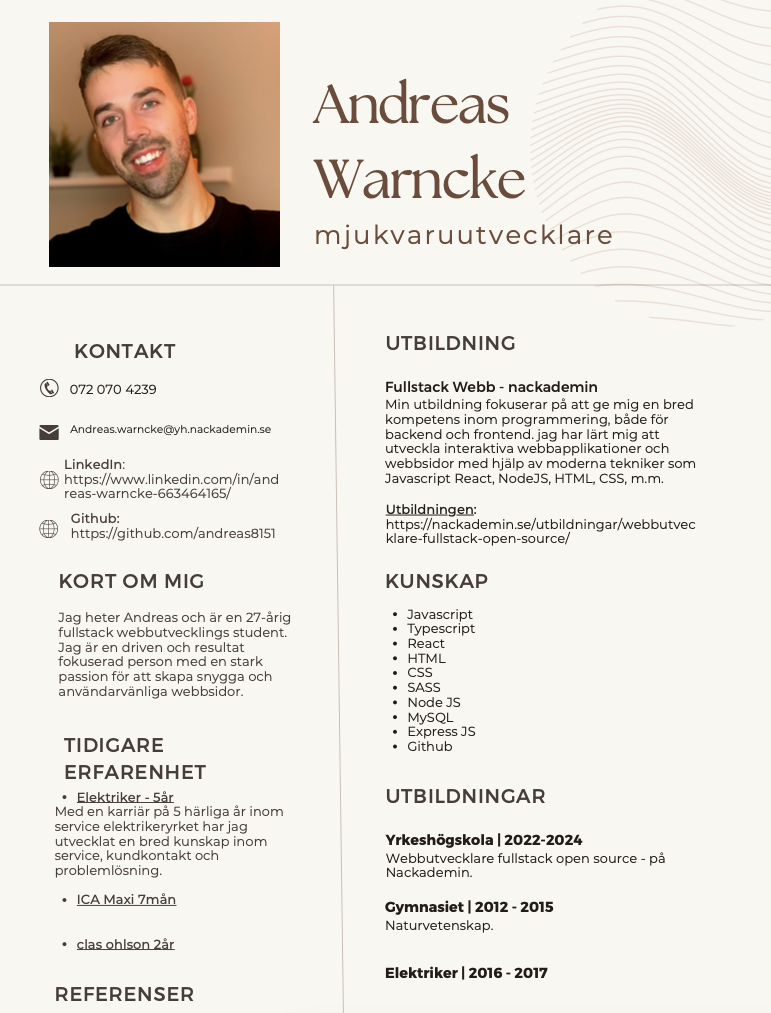 Andreas
Warncke
mjukvaruutvecklare
KONTAKT
072 070 4239
Andreas.warncke@yh.nackademin.se
LinkedIn:
https://www.linkedin.com/in/and
reas-warncke-663464165/
Github:
https://github.com/andreas8151
KORT OM MIG
Jag heter Andreas och är en 27-årig
fullstack webbutvecklings student.
Jag är en driven och resultat
fokuserad person med en stark
passion för att skapa snygga och
användarvänliga webbsidor.
TIDIGARE
ERFARENHET
• Elektriker - 5år
Med en karriär på 5 härliga år inom
service elektrikeryrket har jag
utvecklat en bred kunskap inom
service, kundkontakt och
problemlösning.
• ICA Maxi 7mån
• clas ohlson 2år
REFERENSER
UTBILDNING
Fullstack Webb - nackademin
Min utbildning fokuserar på att ge mig en bred
kompetens inom programmering, både för
backend och frontend. jag har lärt mig att
utveckla interaktiva webbapplikationer och
webbsidor med hjälp av moderna tekniker som
Javascript React, NodeJS, HTML, CSS, m.m.
Utbildningen:
https://nackademin.se/utbildningar/webbutvec
klare-fullstack-open-source/
KUNSKAP
• Javascript
• Typescript
• React
• HTML
• CSS
• SASS
• Node JS
• MySQL
• Express JS
• Github
UTBILDNINGAR
Yrkeshögskola | 2022-2024
Webbutvecklare fullstack open source - på
Nackademin.
Gymnasiet | 2012 - 2015
Naturvetenskap.
Elektriker | 2016 - 2017